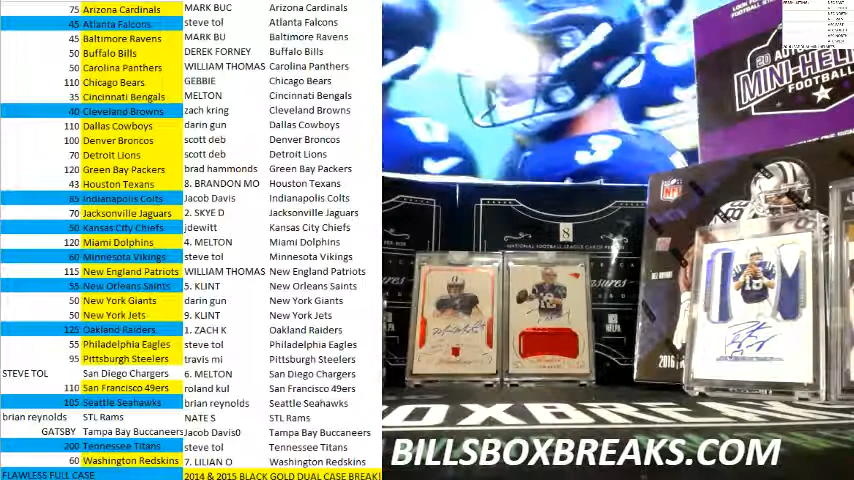 75 Arizona Cardinals MARK BUC Arizona Cardinals
45 Atlanta Falcons steve tol Atlanta Falcons
45 Baltimore Ravens MARK BU Baltimore Ravens
50 Buffalo Bills DEREK FORNEY Buffalo Bills
50 Carolina Panthers WILLIAM THOMAS Carolina Panthers
110 Chicago Bears GEBBIE Chicago Bears
35 Cincinnati Bengals MELTON Cincinnati Bengals
40 Cleveland Browns zach kring Cleveland Browns
110 Dallas Cowboys darin gun Dallas Cowboys
100 Denver Broncos scott deb Denver Broncos
70 Detroit Lions scott deb Detroit Lions
120 Green Bay Packers brad hammonds Green Bay Packers
43 Houston Texans 8. BRANDON MO Houston Texans
85 Indianapolis Colts Jacob Davis Indianapolis Colts
70 Jacksonville Jaguars 2. SKYE D Jacksonville Jaguars
50 Kansas City Chiefs jdewitt Kansas City Chiefs
120 Miami Dolphins 4. MELTON Miami Dolphins
60 Minnesota Vikings steve tol Minnesota Vikings
115 New England Patriots WILLIAM THOMAS New England Patriots
55 New Orleans Saints 5. KLINT New Orleans Saints
50 New York Giants darin gun New York Giants
50 New York Jets 9. KLINT New York Jets
125 Oakland Raiders 1. ZACH K Oakland Raiders
55 Philadelphia Eagles steve tol Philadelphia Eagles
95 Pittsburgh Steelers travis mi Pittsburgh Steelers
STEVE TOL San Diego Chargers 6. MELTON San Diego Chargers
110 San Francisco 49ers roland kul San Francisco 49ers
105 Seattle Seahawks brian reynolds Seattle Seahawks
brian reynolds STL Rams NATE S STL Rams
GATSBY Tampa Bay Buccaneers Jacob Davis0 Tampa Bay Buccaneers
200 Tennessee Titans steve tol Tennessee Titans
60 Washington Redskins 7. LILIAN O Washington Redskins
FLAWLESS FULL CASE 2014 & 2015 BLACK GOLD DUAL CASE BREAK!
20 AUTO
MINI-HEL
FOOTBALL
NFL
8
NATIONAL FOOTBALL LEAGUE
NFLPA
2016
OXBREA
BILLSBOXBREAKS.COM